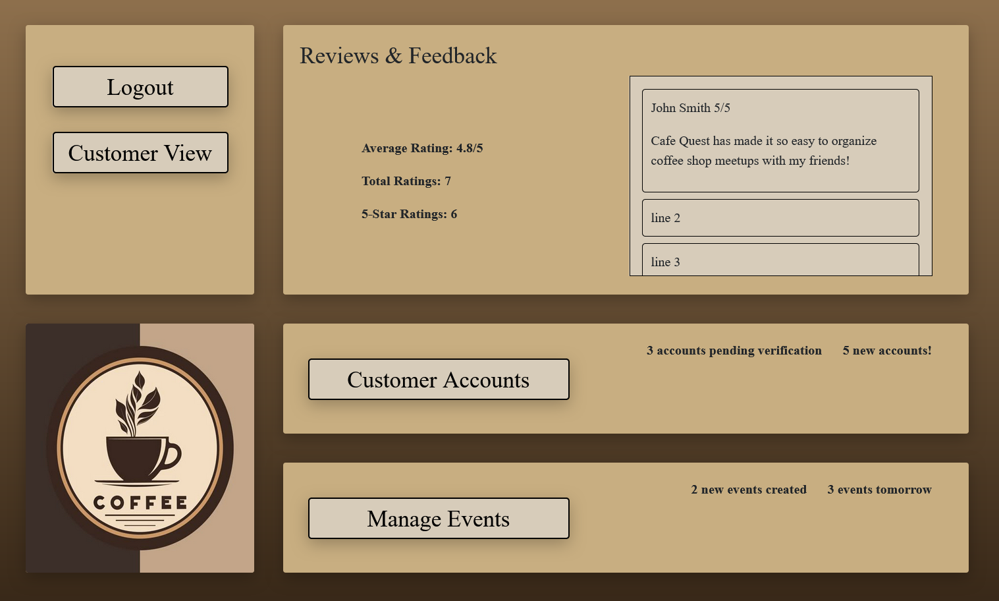 Logout
Customer View
Reviews & Feedback
Average Rating: 4.8/5
Total Ratings: 7
5-Star Ratings: 6
John Smith 5/5
Cafe Quest has made it so easy to organize
coffee shop meetups with my friends!
line 2
line 3
COFFEE
Customer Accounts
3 accounts pending verification 5 new accounts!
Manage Events
2 new events created 3 events tomorrow